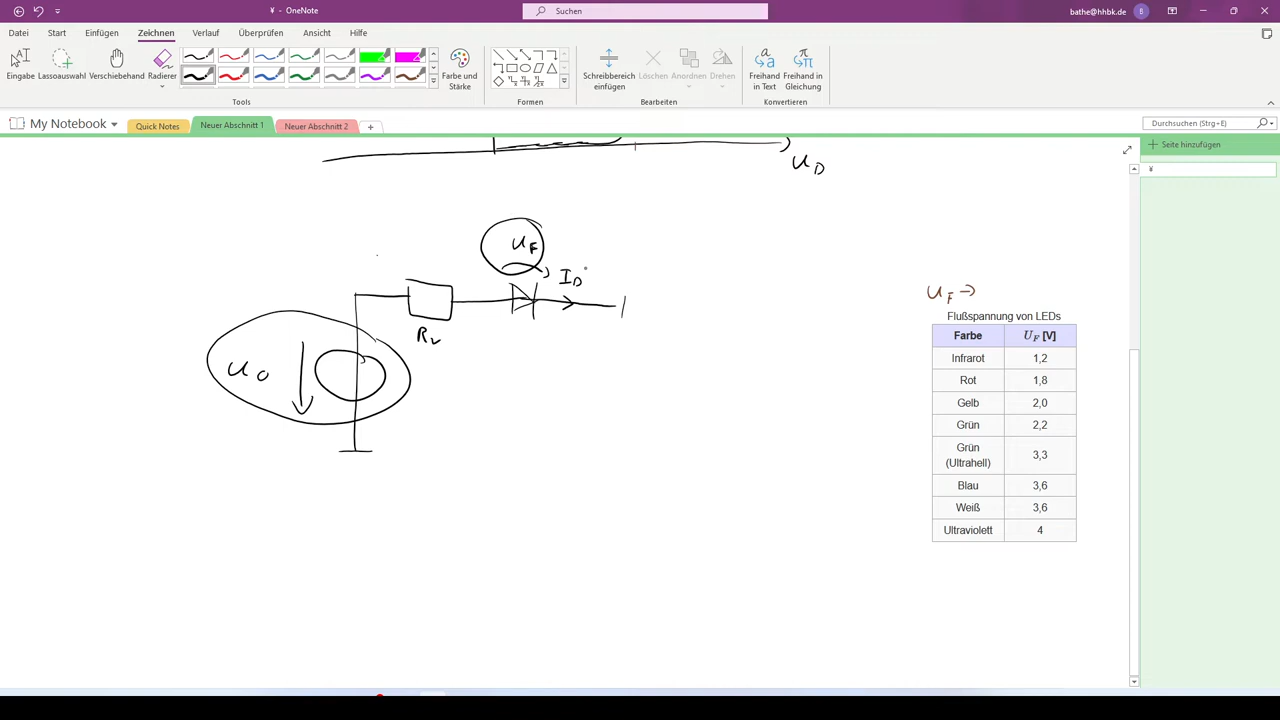 ¥ - OneNote
Suchen
bathe@hhbk.de
B
Datei Start Einfügen Zeichnen Verlauf Überprüfen Ansicht Hilfe
Eingabe Lassoauswahl Verschiebehand Radierer
Farbe und Stärke
Schreibbereich einfügen
Löschen Anordnen Drehen
Freihand in Text
Freihand in Gleichung
Tools Formen Bearbeiten Konvertieren
My Notebook Quick Notes Neuer Abschnitt 1 Neuer Abschnitt 2
Durchsuchen (Strg+E)
Seite hinzufügen
¥
U_D
U_F
I_D
R_V
U_0
U_F →
Flußspannung von LEDs
Farbe U_F [V]
Infrarot 1,2
Rot 1,8
Gelb 2,0
Grün 2,2
Grün (Ultrahell) 3,3
Blau 3,6
Weiß 3,6
Ultraviolett 4